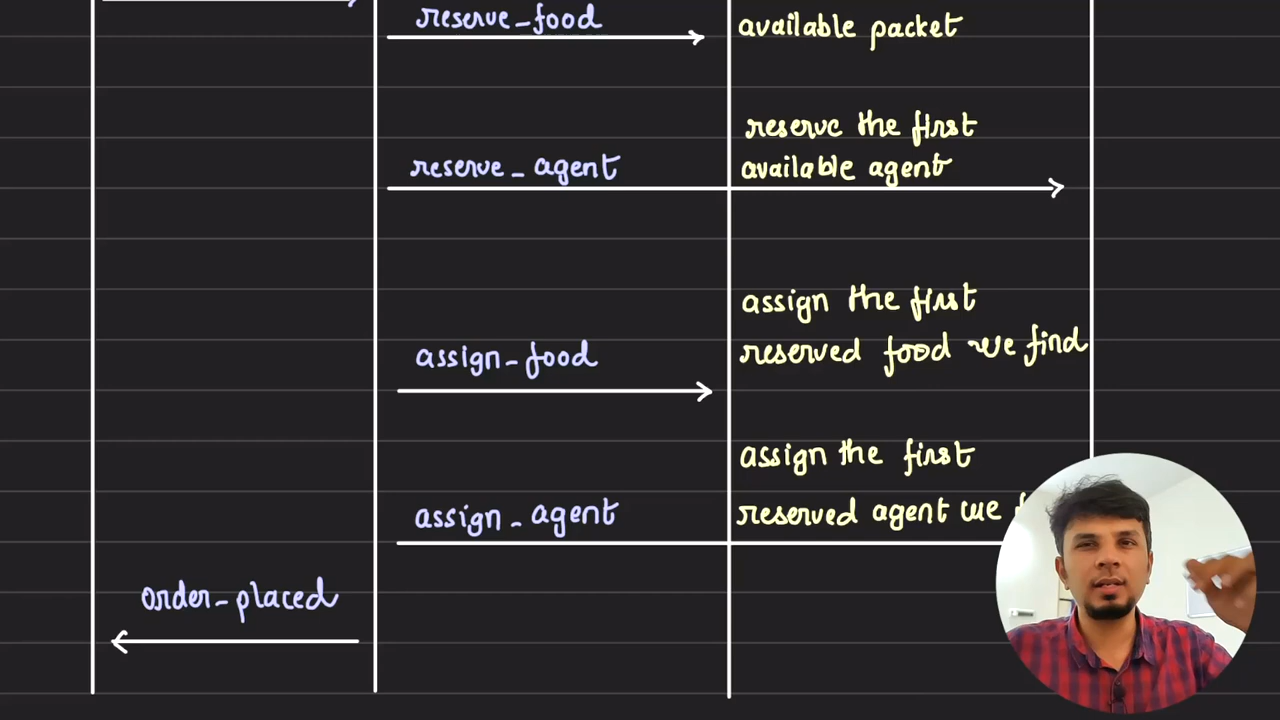 reserve_food
available packet
reserve the first
reserve_agent
available agent
assign the first
reserved food we find
assign_food
assign the first
reserved agent we
assign_agent
order_placed